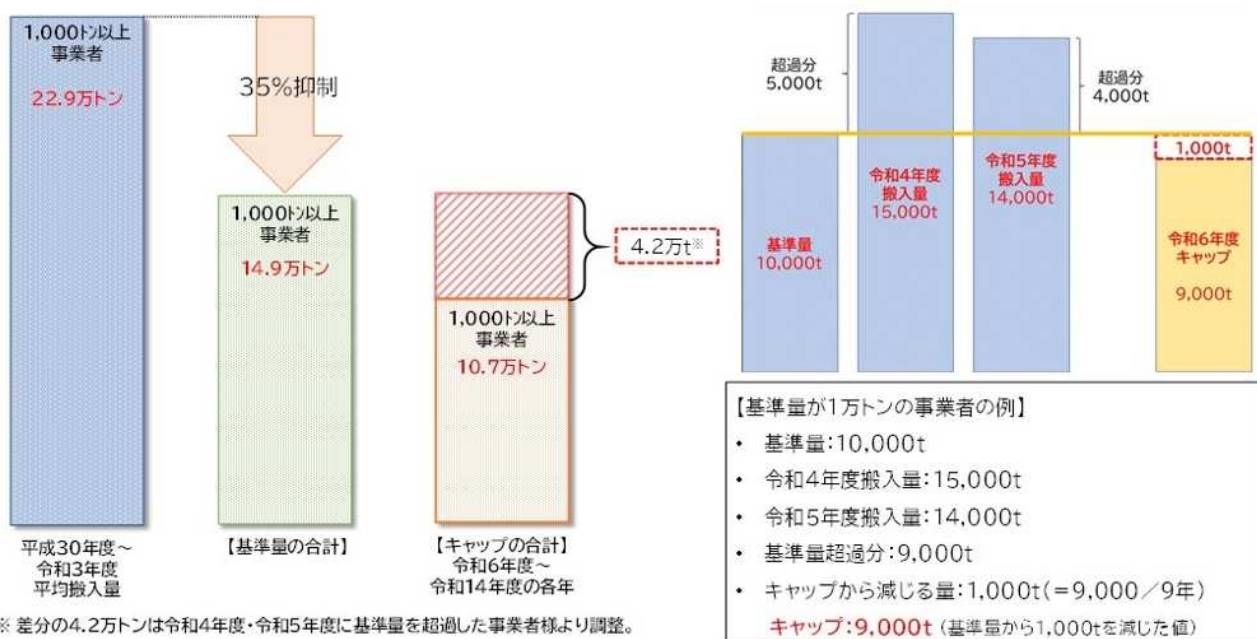 1,000トン以上
事業者
22.9万トン
35%抑制
1,000トン以上
事業者
14.9万トン
4.2万t※
1,000トン以上
事業者
10.7万トン
平成30年度～
令和3年度
平均搬入量
【基準量の合計】
【キャップの合計】
令和6年度～
令和14年度の各年
※ 差分の4.2万トンは令和4年度・令和5年度に基準量を超過した事業者様より調整。
超過分
5,000t
超過分
4,000t
1,000t
基準量
10,000t
令和4年度
搬入量
15,000t
令和5年度
搬入量
14,000t
令和6年度
キャップ
9,000t
【基準量が1万トンの事業者の例】
・ 基準量：10,000t
・ 令和4年度搬入量：15,000t
・ 令和5年度搬入量：14,000t
・ 基準量超過分：9,000t
・ キャップから減じる量：1,000t(＝9,000／9年)
キャップ：9,000t (基準量から1,000tを減じた値)